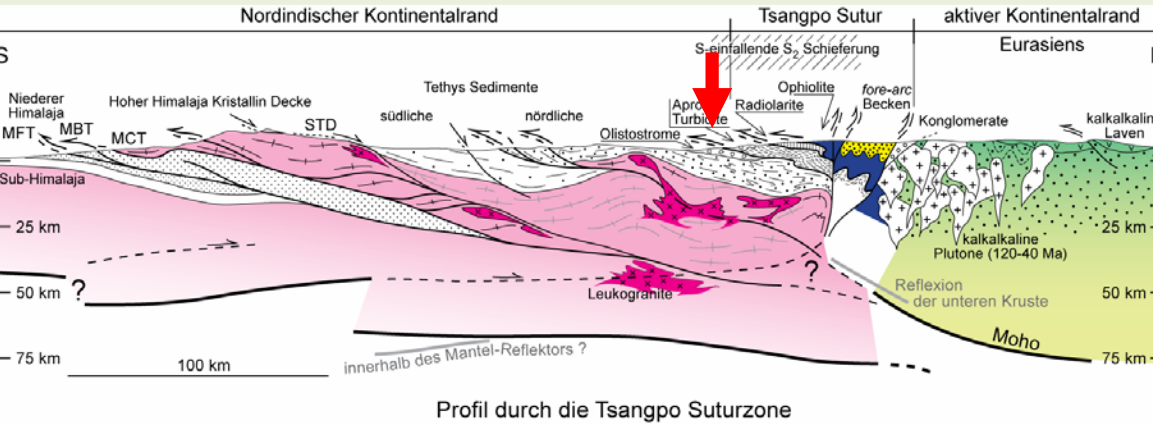 Nordindischer Kontinentalrand
Tsangpo Sutur
aktiver Kontinentalrand
Eurasiens
S
S-einfallende S2 Schieferung
Niederer
Himalaja
MFT
MBT
MCT
Hoher Himalaja Kristallin Decke
STD
Tethys Sedimente
südliche
nördliche
Olistostrome
Radiolarite
Ophiolite
fore-arc
Becken
Konglomerate
kalkalkalin
Laven
Sub-Himalaja
25 km
50 km
75 km
?
100 km
Leukogranite
innerhalb des Mantel-Reflektors ?
?
kalkalkaline
Plutone (120-40 Ma)
Reflexion
der unteren Kruste
Moho
25 km
50 km
75 km
Profil durch die Tsangpo Suturzone